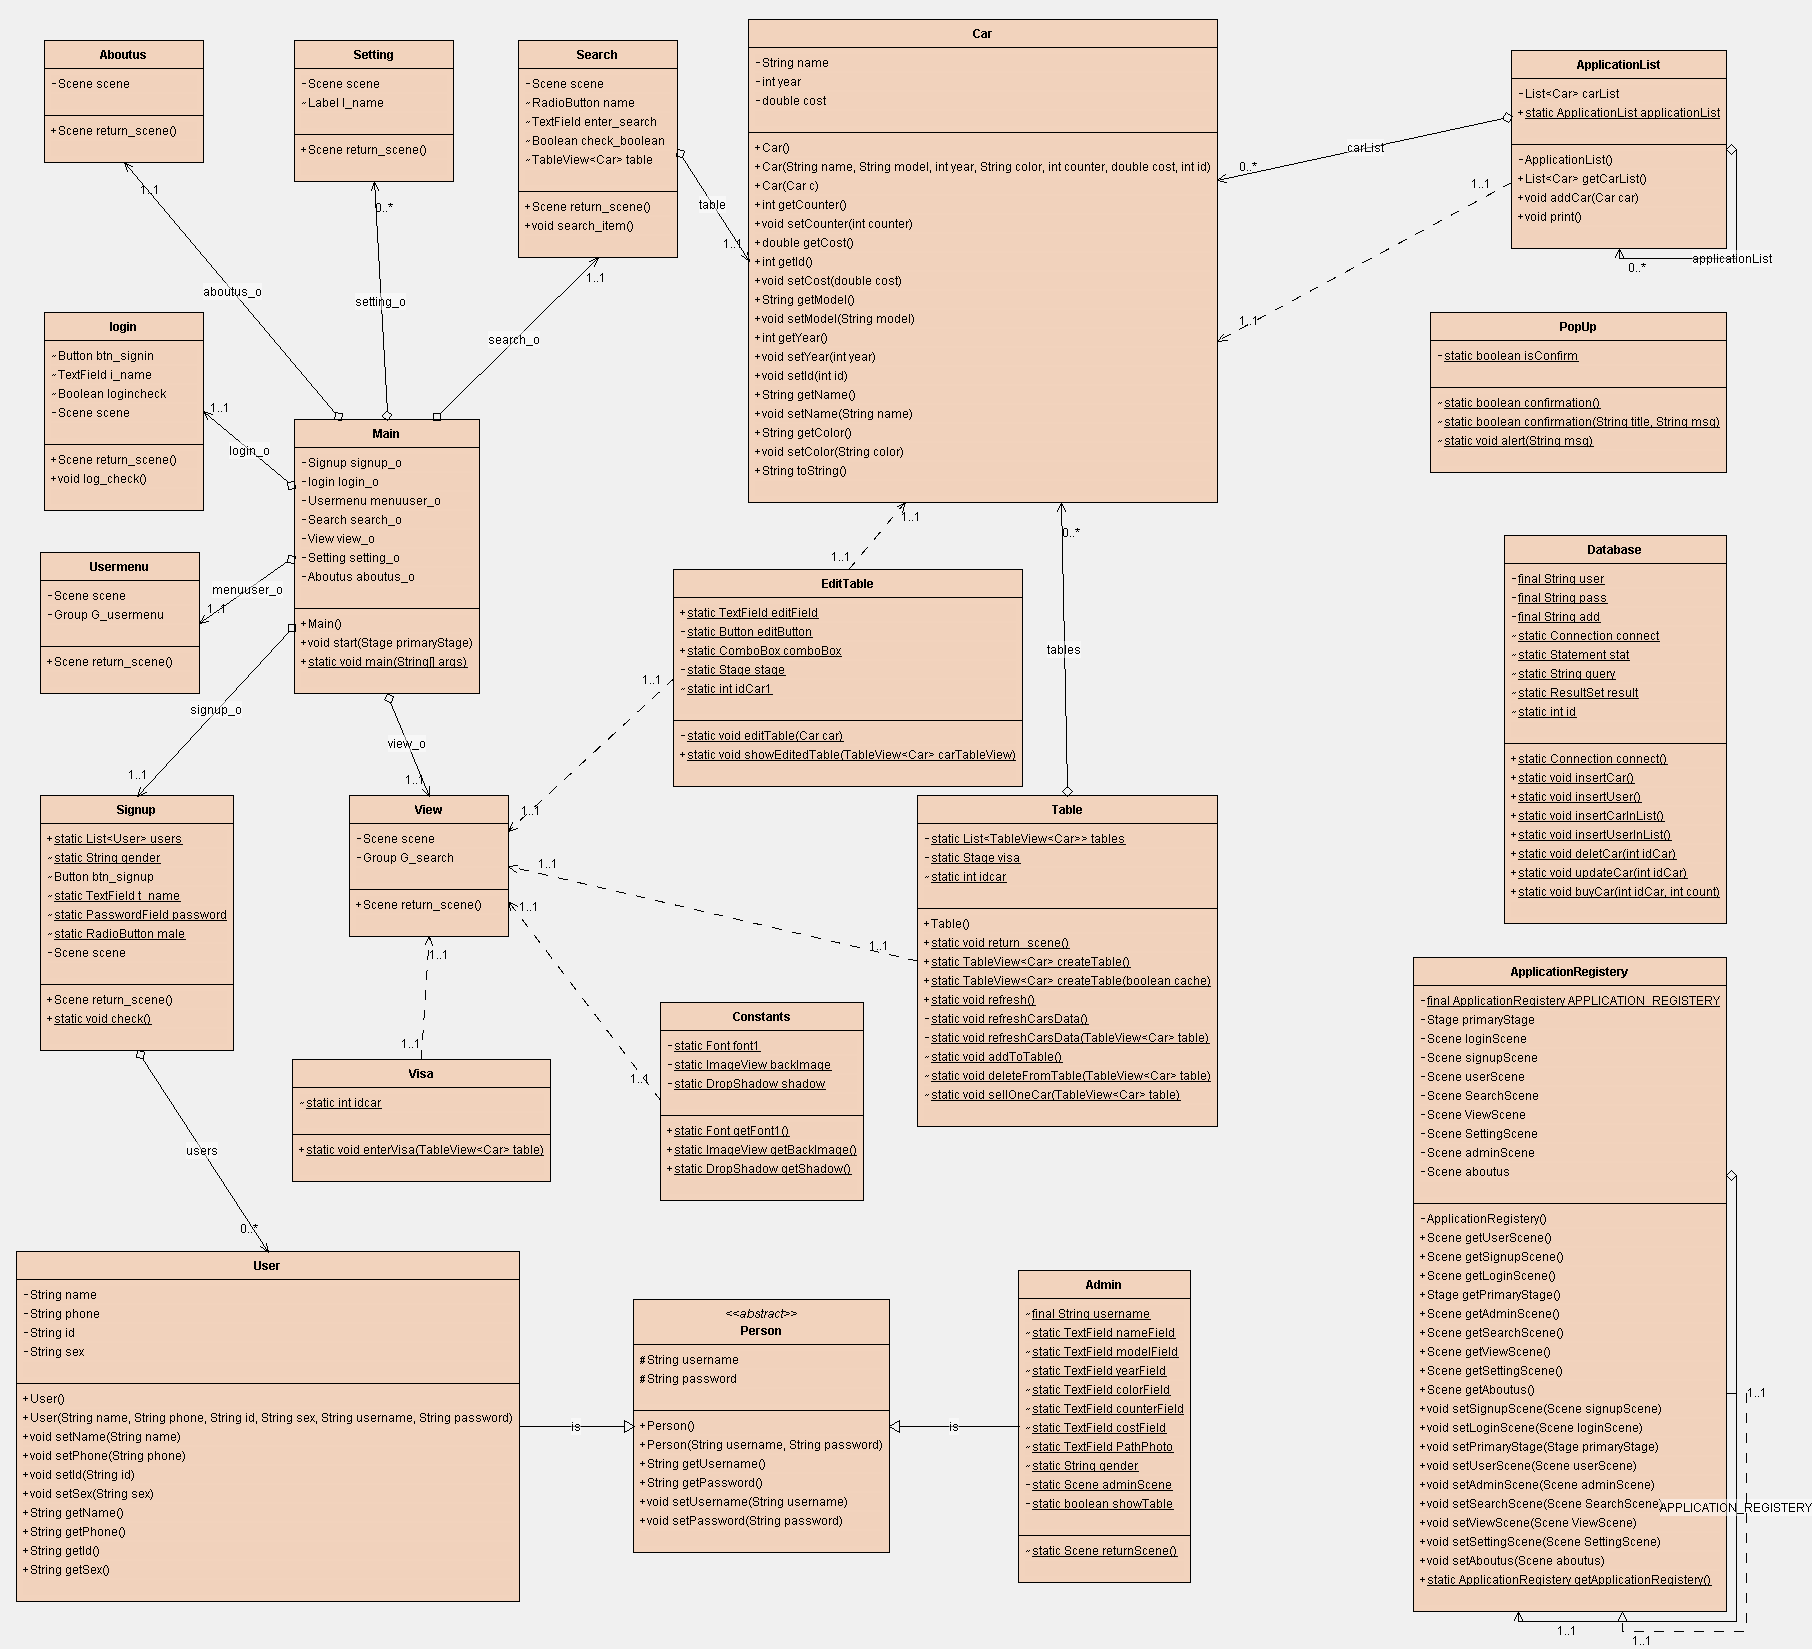 Aboutus
-Scene scene
+Scene return_scene()
Setting
-Scene scene
~Label l_name
+Scene return_scene()
Search
-Scene scene
~RadioButton name
~TextField enter_search
~Boolean check_boolean
~TableView<Car> table
+Scene return_scene()
+void search_item()
Car
-String name
-int year
-double cost
+Car()
+Car(String name, String model, int year, String color, int counter, double cost, int id)
+Car(Car c)
+int getCounter()
+void setCounter(int counter)
+double getCost()
+int getId()
+void setCost(double cost)
+String getModel()
+void setModel(String model)
+int getYear()
+void setYear(int year)
+void setId(int id)
+String getName()
+void setName(String name)
+String getColor()
+void setColor(String color)
+String toString()
ApplicationList
-List<Car> carList
+static ApplicationList applicationList
-ApplicationList()
+List<Car> getCarList()
+void addCar(Car car)
+void print()
carList
0..*
1..1
1..1
0..*
applicationList
table
1..1
1..1
aboutus_o
0..*
setting_o
1..1
search_o
login
~Button btn_signin
~TextField i_name
~Boolean logincheck
-Scene scene
+Scene return_scene()
+void log_check()
1..1
login_o
Main
-Signup signup_o
-login login_o
-Usermenu menuuser_o
-Search search_o
-View view_o
-Setting setting_o
-Aboutus aboutus_o
+Main()
+void start(Stage primaryStage)
+static void main(String[] args)
PopUp
-static boolean isConfirm
~static boolean confirmation()
~static boolean confirmation(String title, String msg)
~static void alert(String msg)
Usermenu
-Scene scene
-Group G_usermenu
+Scene return_scene()
menuuser_o
1..1
signup_o
1..1
view_o
1..1
EditTable
+static TextField editField
-static Button editButton
+static ComboBox comboBox
-static Stage stage
~static int idCar1
-static void editTable(Car car)
+static void showEditedTable(TableView<Car> carTableView)
1..1
1..1
1..1
1..1
0..*
tables
Database
-final String user
-final String pass
-final String add
~static Connection connect
~static Statement stat
~static String query
~static ResultSet result
~static int id
+static Connection connect()
+static void insertCar()
+static void insertUser()
+static void insertCarInList()
+static void insertUserInList()
+static void deletCar(int idCar)
+static void updateCar(int idCar)
+static void buyCar(int idCar, int count)
Signup
+static List<User> users
~static String gender
~Button btn_signup
~static TextField t_name
~static PasswordField password
~static RadioButton male
-Scene scene
+Scene return_scene()
+static void check()
View
-Scene scene
-Group G_search
+Scene return_scene()
Table
-static List<TableView<Car>> tables
~static Stage visa
~static int idcar
+Table()
+static void return_scene()
+static TableView<Car> createTable()
+static TableView<Car> createTable(boolean cache)
+static void refresh()
-static void refreshCarsData()
-static void refreshCarsData(TableView<Car> table)
~static void addToTable()
~static void deleteFromTable(TableView<Car> table)
~static void sellOneCar(TableView<Car> table)
1..1
1..1
1..1
1..1
1..1
1..1
Visa
~static int idcar
+static void enterVisa(TableView<Car> table)
Constants
-static Font font1
-static ImageView backImage
-static DropShadow shadow
+static Font getFont1()
+static ImageView getBackImage()
+static DropShadow getShadow()
ApplicationRegistery
-final ApplicationRegistery APPLICATION_REGISTERY
-Stage primaryStage
-Scene loginScene
-Scene signupScene
-Scene userScene
-Scene SearchScene
-Scene ViewScene
-Scene SettingScene
-Scene adminScene
-Scene aboutus
-ApplicationRegistery()
+Scene getUserScene()
+Scene getSignupScene()
+Scene getLoginScene()
+Stage getPrimaryStage()
+Scene getAdminScene()
+Scene getSearchScene()
+Scene getViewScene()
+Scene getSettingScene()
+Scene getAboutus()
+void setSignupScene(Scene signupScene)
+void setLoginScene(Scene loginScene)
+void setPrimaryStage(Stage primaryStage)
+void setUserScene(Scene userScene)
+void setAdminScene(Scene adminScene)
+void setSearchScene(Scene SearchScene)
+void setViewScene(Scene ViewScene)
+void setSettingScene(Scene SettingScene)
+void setAboutus(Scene aboutus)
+static ApplicationRegistery getApplicationRegistery()
1..1
APPLICATION_REGISTERY
1..1
1..1
users
0..*
User
-String name
-String phone
-String id
-String sex
+User()
+User(String name, String phone, String id, String sex, String username, String password)
+void setName(String name)
+void setPhone(String phone)
+void setId(String id)
+void setSex(String sex)
+String getName()
+String getPhone()
+String getId()
+String getSex()
is
<<abstract>>
Person
#String username
#String password
+Person()
+Person(String username, String password)
+String getUsername()
+String getPassword()
+void setUsername(String username)
+void setPassword(String password)
is
Admin
~final String username
~static TextField nameField
~static TextField modelField
~static TextField yearField
~static TextField colorField
~static TextField counterField
~static TextField costField
~static TextField PathPhoto
~static String gender
-static Scene adminScene
-static boolean showTable
~static Scene returnScene()